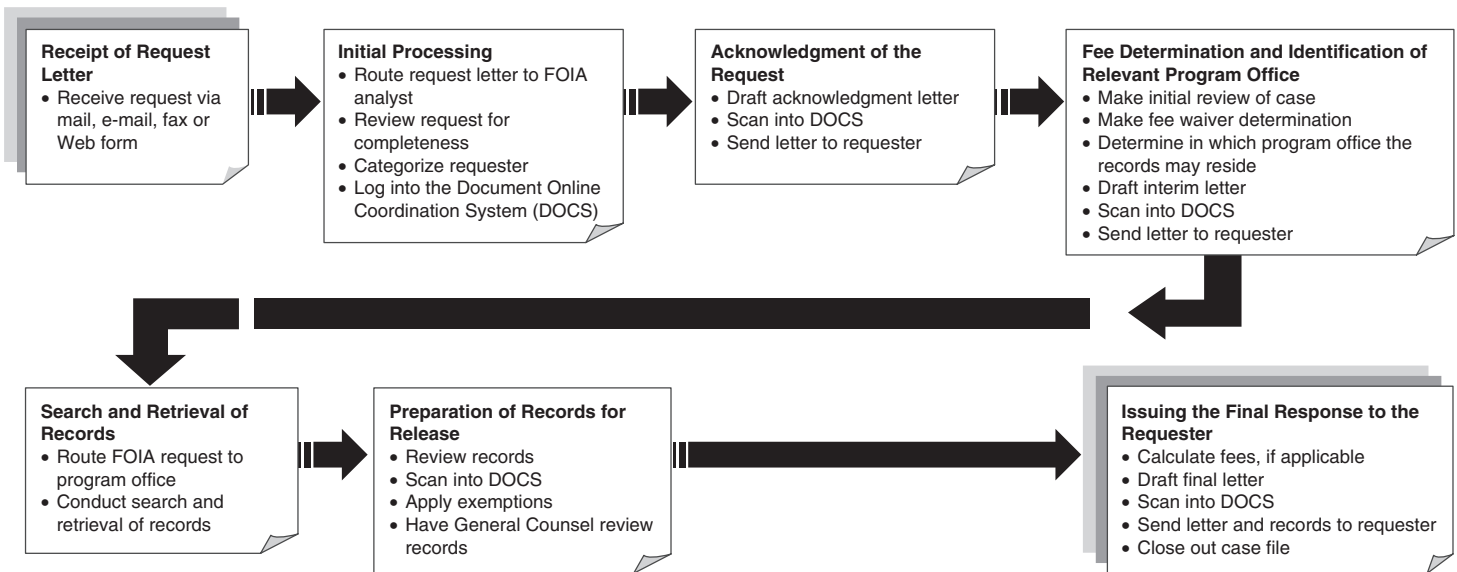 Receipt of Request
Letter
• Receive request via
mail, e-mail, fax or
Web form
Initial Processing
• Route request letter to FOIA
analyst
• Review request for
completeness
• Categorize requester
• Log into the Document Online
Coordination System (DOCS)
Acknowledgment of the
Request
• Draft acknowledgment letter
• Scan into DOCS
• Send letter to requester
Fee Determination and Identification of
Relevant Program Office
• Make initial review of case
• Make fee waiver determination
• Determine in which program office the
records may reside
• Draft interim letter
• Scan into DOCS
• Send letter to requester
Search and Retrieval of
Records
• Route FOIA request to
program office
• Conduct search and
retrieval of records
Preparation of Records for
Release
• Review records
• Scan into DOCS
• Apply exemptions
• Have General Counsel review
records
Issuing the Final Response to the
Requester
• Calculate fees, if applicable
• Draft final letter
• Scan into DOCS
• Send letter and records to requester
• Close out case file